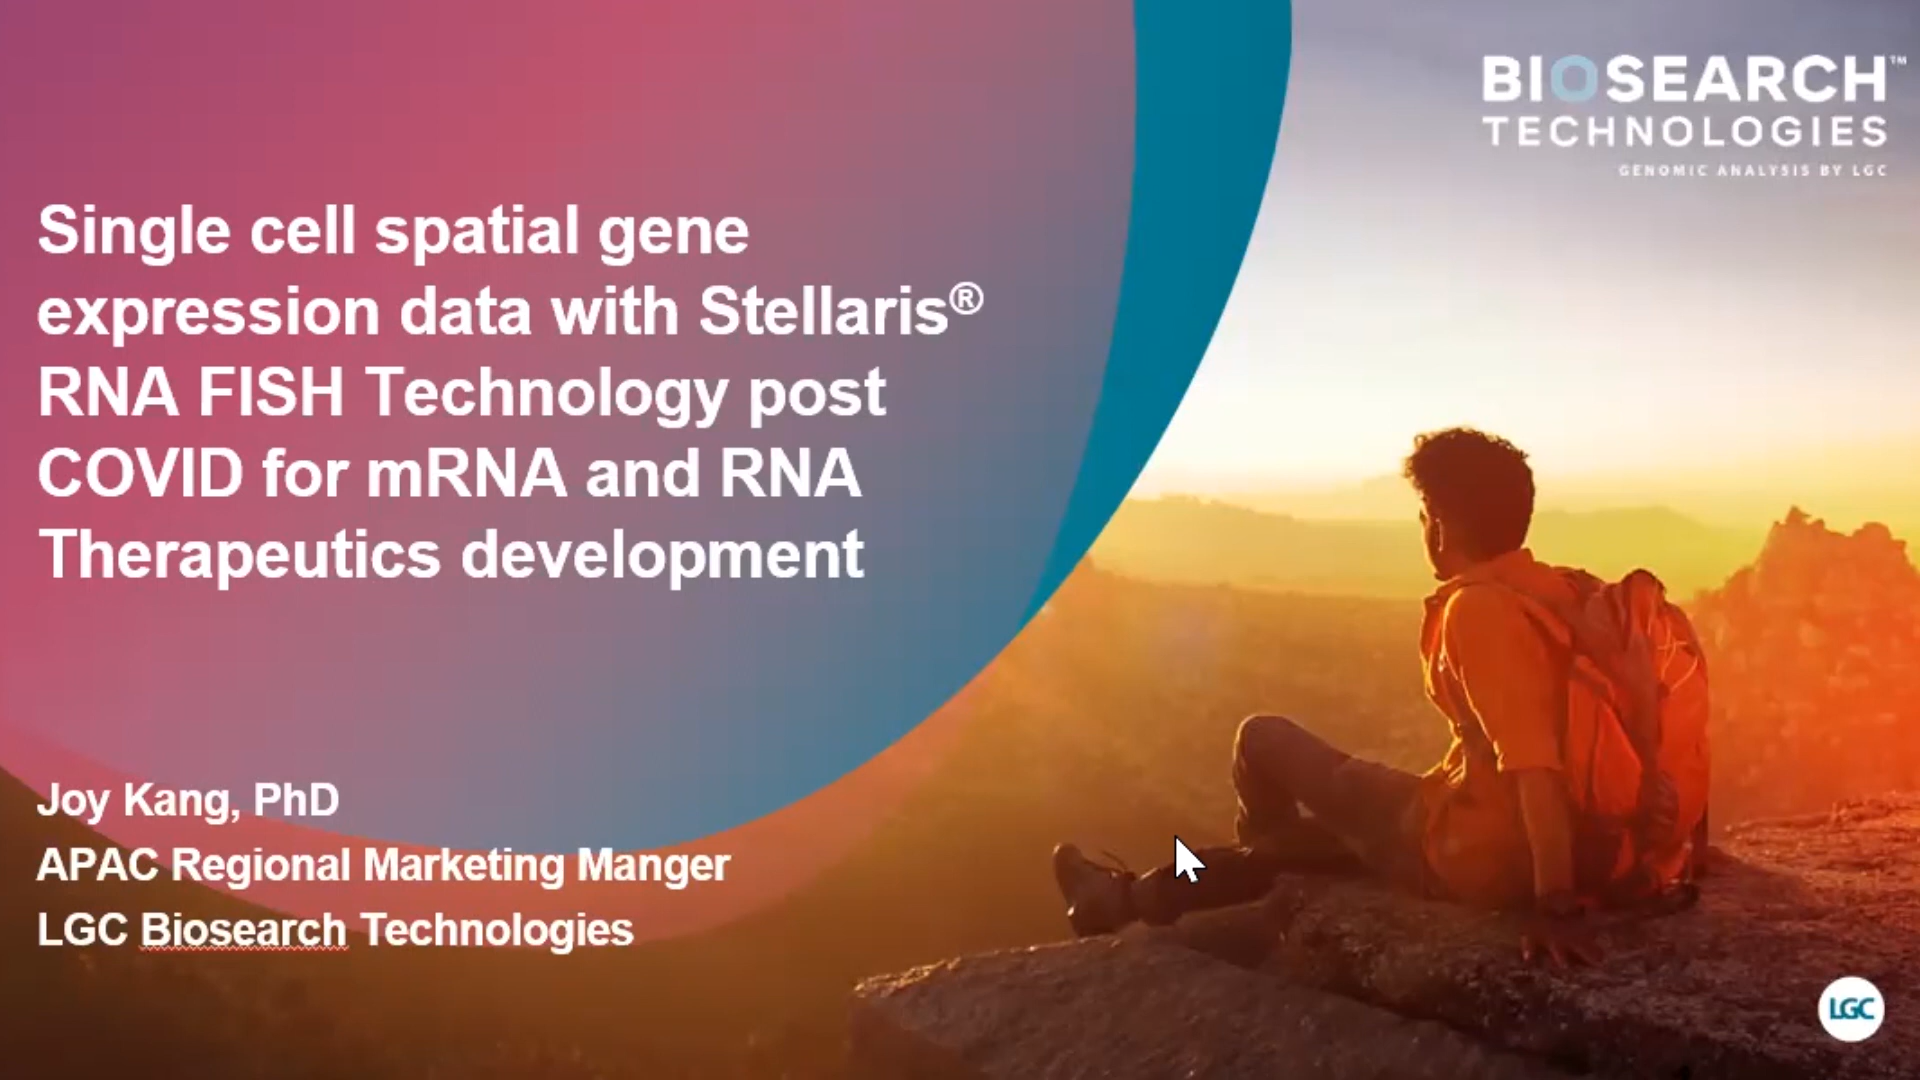 BIOSEARCH™
TECHNOLOGIES
GENOMIC ANALYSIS BY LGC
Single cell spatial gene
expression data with Stellaris®
RNA FISH Technology post
COVID for mRNA and RNA
Therapeutics development
Joy Kang, PhD
APAC Regional Marketing Manger
LGC Biosearch Technologies
LGC